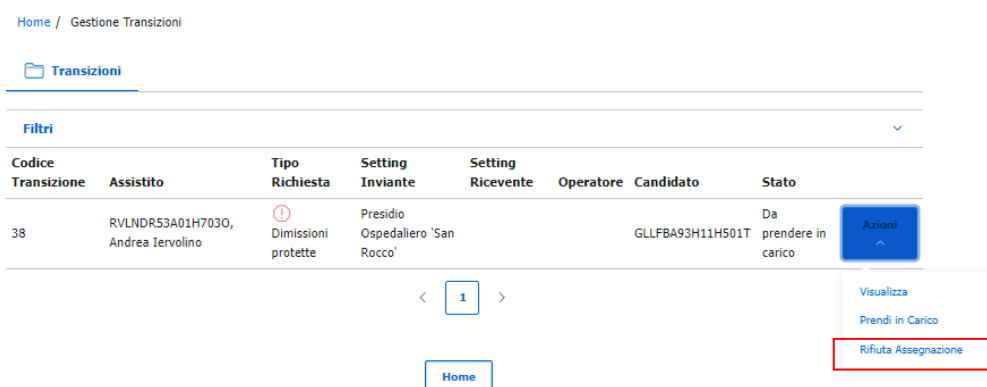 Home / Gestione Transizioni
Transizioni
Filtri
Codice Transizione Assistito Tipo Richiesta Setting Inviante Setting Ricevente Operatore Candidato Stato
38 RVLNDR53A01H703O, Andrea Iervolino Dimissioni protette Presidio Ospedaliero 'San Rocco' GLLFBA93H11H501T Da prendere in carico Azioni
Visualizza
Prendi in Carico
Rifiuta Assegnazione
< 1 >
Home